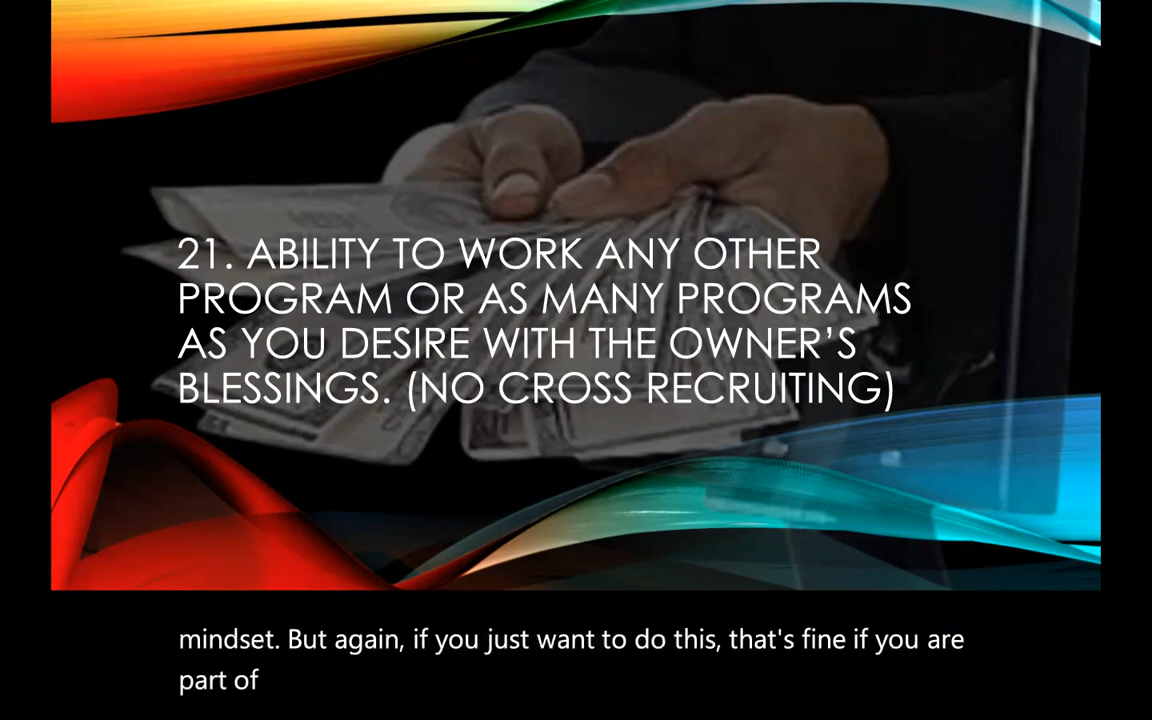 21. ABILITY TO WORK ANY OTHER
PROGRAM OR AS MANY PROGRAMS
AS YOU DESIRE WITH THE OWNER’S
BLESSINGS. (NO CROSS RECRUITING)
mindset. But again, if you just want to do this, that's fine if you are
part of